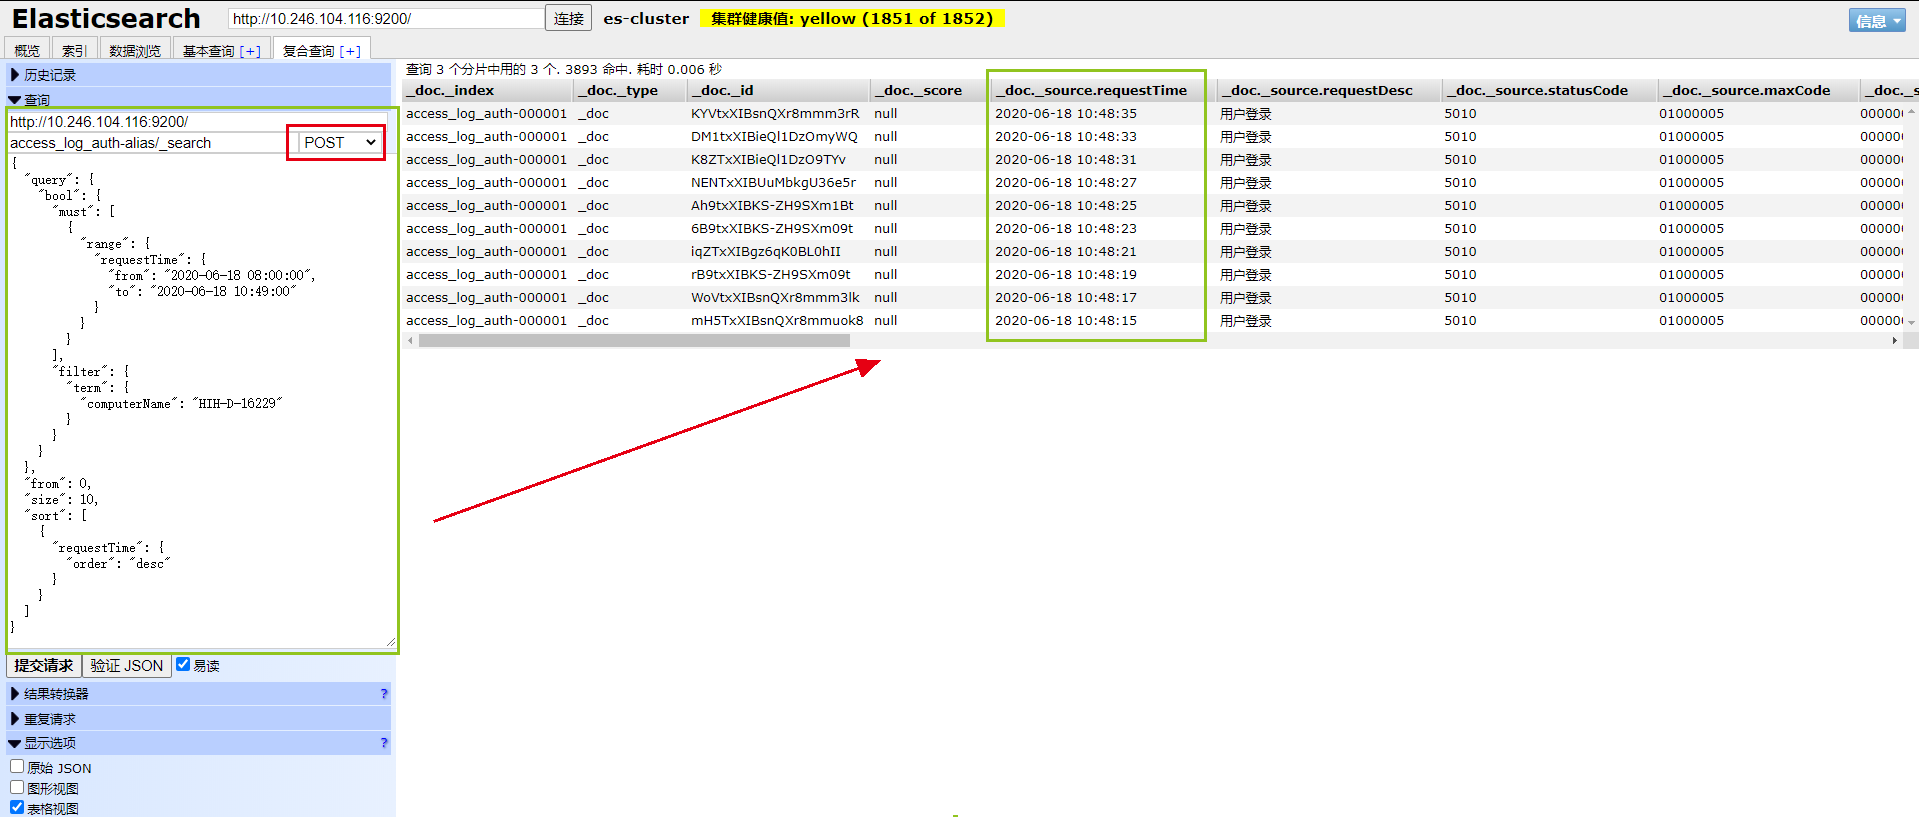 Elasticsearch http://10.246.104.116:9200/ 连接 es-cluster 集群健康值: yellow (1851 of 1852) 信息
概览 索引 数据浏览 基本查询 [+] 复合查询 [+]
历史记录
查询
http://10.246.104.116:9200/
access_log_auth-alias/_search POST
{
"query": {
"bool": {
"must": [
{
"range": {
"requestTime": {
"from": "2020-06-18 08:00:00",
"to": "2020-06-18 10:49:00"
}
}
}
],
"filter": {
"term": {
"computerName": "HIH-D-16229"
}
}
}
},
"from": 0,
"size": 10,
"sort": [
{
"requestTime": {
"order": "desc"
}
}
]
}
提交请求 验证 JSON 易读
结果转换器 ?
重复请求
显示选项 ?
原始 JSON
图形视图
表格视图
查询 3 个分片中用的 3 个. 3893 命中. 耗时 0.006 秒
_doc._index _doc._type _doc._id _doc._score _doc._source.requestTime _doc._source.requestDesc _doc._source.statusCode _doc._source.maxCode _doc._s
access_log_auth-000001 _doc KYVtxXIBsnQXr8mmm3rR null 2020-06-18 10:48:35 用户登录 5010 01000005 00000
access_log_auth-000001 _doc DM1txXIBieQl1DzOmyWQ null 2020-06-18 10:48:33 用户登录 5010 01000005 00000
access_log_auth-000001 _doc K8ZTxXIBieQl1DzO9TYv null 2020-06-18 10:48:31 用户登录 5010 01000005 00000
access_log_auth-000001 _doc NENTxXIBUuMbkgU36e5r null 2020-06-18 10:48:27 用户登录 5010 01000005 00000
access_log_auth-000001 _doc Ah9txXIBKS-ZH9SXm1Bt null 2020-06-18 10:48:25 用户登录 5010 01000005 00000
access_log_auth-000001 _doc 6B9txXIBKS-ZH9SXm09t null 2020-06-18 10:48:23 用户登录 5010 01000005 00000
access_log_auth-000001 _doc iqZTxXIBgz6qK0BL0hII null 2020-06-18 10:48:21 用户登录 5010 01000005 00000
access_log_auth-000001 _doc rB9txXIBKS-ZH9SXm09t null 2020-06-18 10:48:19 用户登录 5010 01000005 00000
access_log_auth-000001 _doc WoVtxXIBsnQXr8mmm3lk null 2020-06-18 10:48:17 用户登录 5010 01000005 00000
access_log_auth-000001 _doc mH5TxXIBsnQXr8mmuok8 null 2020-06-18 10:48:15 用户登录 5010 01000005 00000